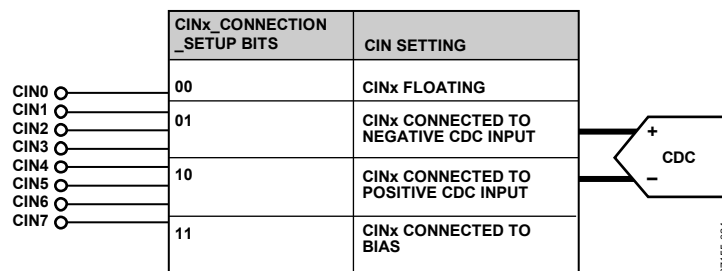 CINx_CONNECTION
_SETUP BITS
CIN SETTING
CIN0
CIN1
CIN2
CIN3
CIN4
CIN5
CIN6
CIN7
00
CINx FLOATING
01
CINx CONNECTED TO
NEGATIVE CDC INPUT
10
CINx CONNECTED TO
POSITIVE CDC INPUT
11
CINx CONNECTED TO
BIAS
+
CDC
–